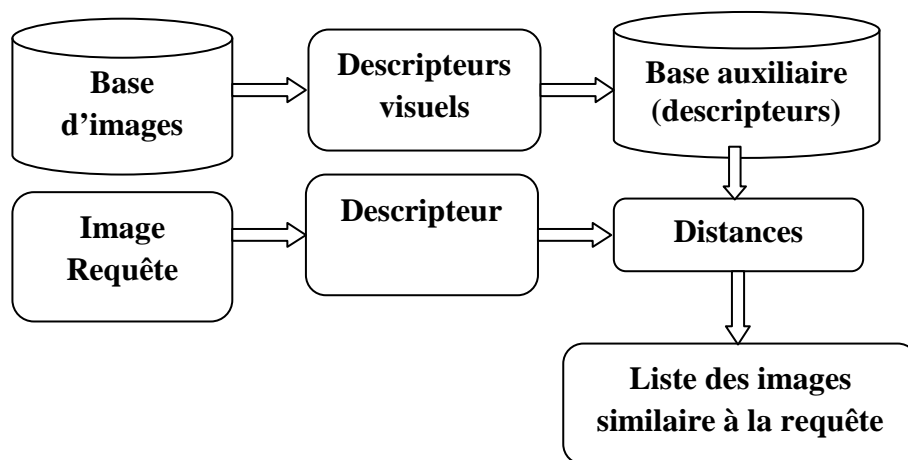 Base
d'images
Descripteurs
visuels
Base auxiliaire
(descripteurs)
Image
Requête
Descripteur
Distances
Liste des images
similaire à la requête